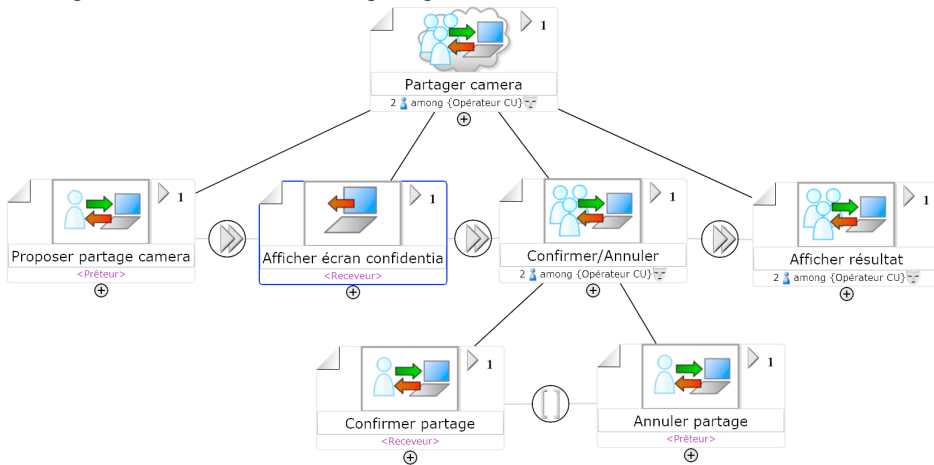 1
Partager camera
2 among {Opérateur CU}
1
Proposer partage camera
<Prêteur>
1
Afficher écran confidentia
<Receveur>
1
Confirmer/Annuler
2 among {Opérateur CU}
1
Afficher résultat
2 among {Opérateur CU}
1
Confirmer partage
<Receveur>
[]
1
Annuler partage
<Prêteur>